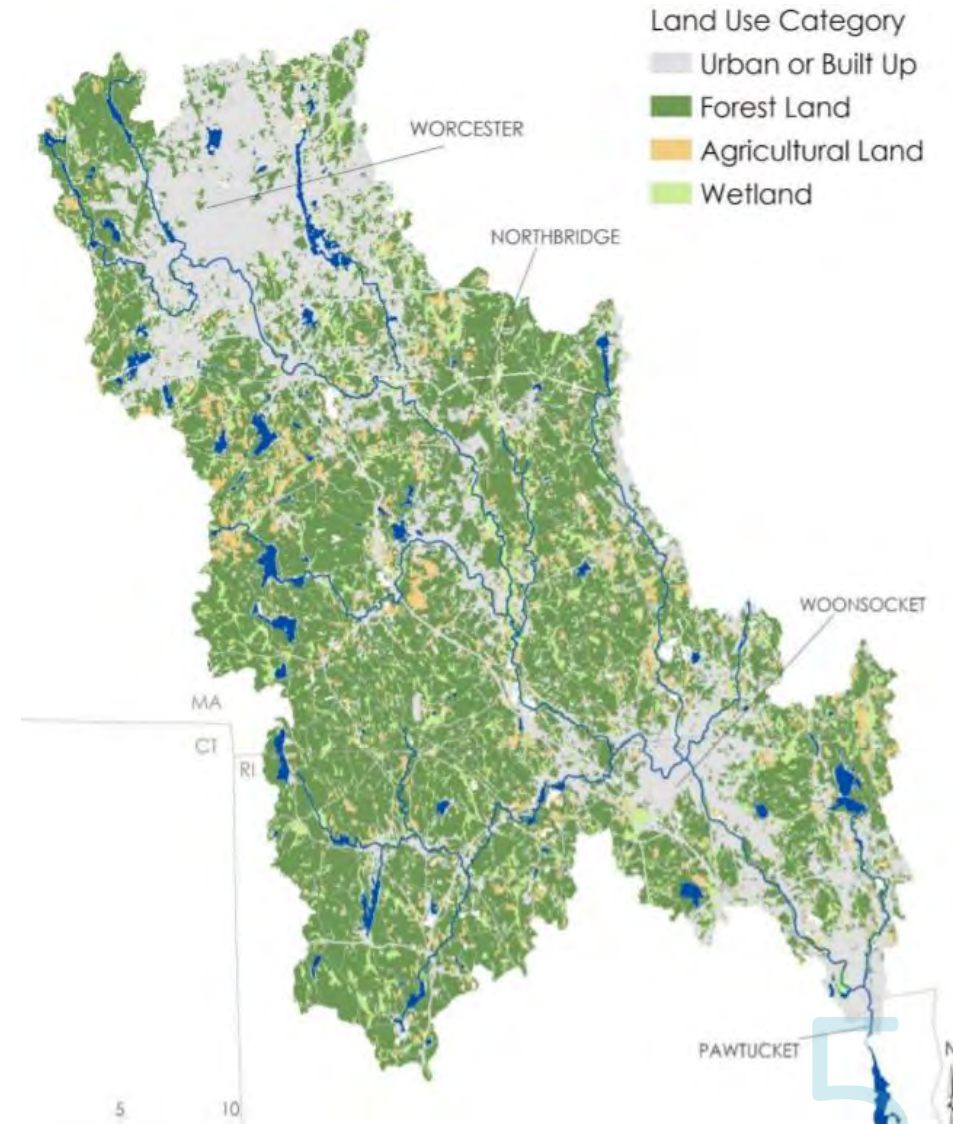 Land Use Category
Urban or Built Up
Forest Land
Agricultural Land
Wetland
WORCESTER
NORTHBRIDGE
WOONSOCKET
MA
CT
RI
PAWTUCKET
N
5 10